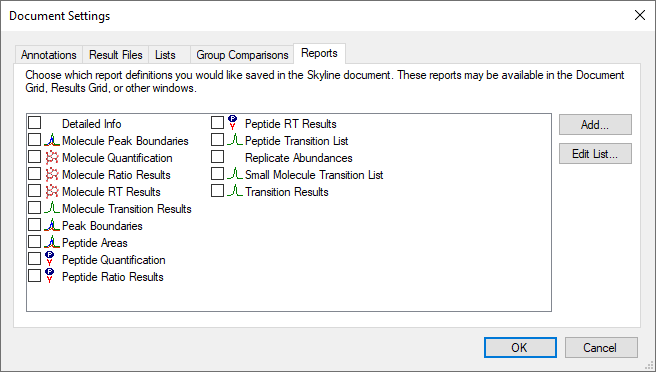 Document Settings
Annotations Result Files Lists Group Comparisons Reports
Choose which report definitions you would like saved in the Skyline document. These reports may be available in the Document
Grid, Results Grid, or other windows.
Detailed Info
Molecule Peak Boundaries
Molecule Quantification
Molecule Ratio Results
Molecule RT Results
Molecule Transition Results
Peak Boundaries
Peptide Areas
Peptide Quantification
Peptide Ratio Results
Peptide RT Results
Peptide Transition List
Replicate Abundances
Small Molecule Transition List
Transition Results
Add...
Edit List...
OK
Cancel